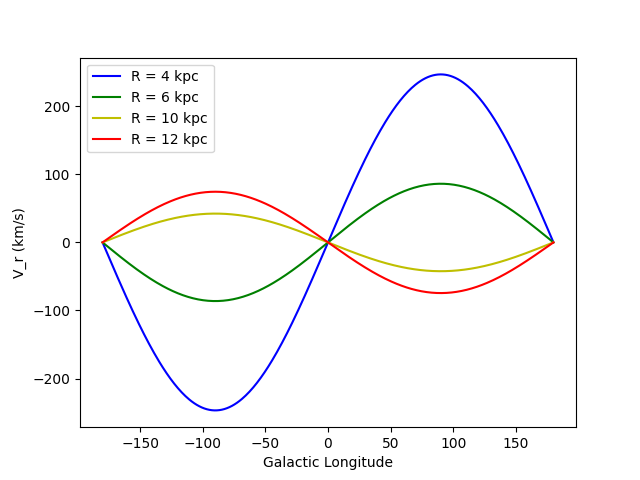 R = 4 kpc
R = 6 kpc
R = 10 kpc
R = 12 kpc
200
100
0
−100
−200
V_r (km/s)
−150 −100 −50 0 50 100 150
Galactic Longitude